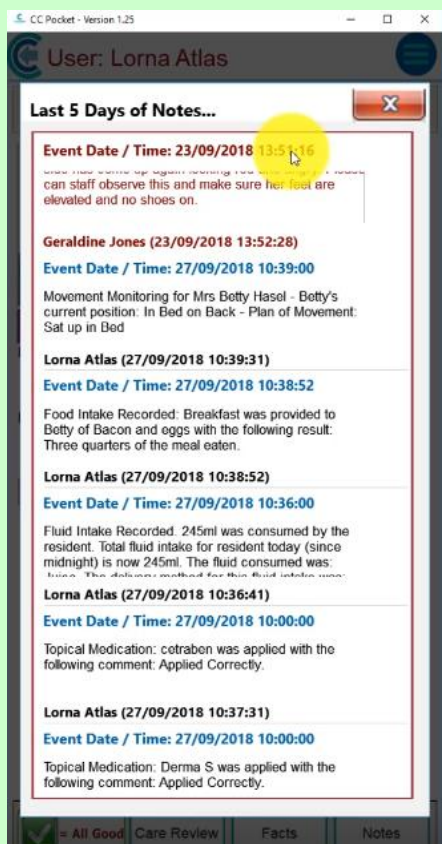 CC Pocket - Version 1.25
User: Lorna Atlas
Last 5 Days of Notes...
X
Event Date / Time: 23/09/2018 13:51:16
can staff observe this and make sure her feet are
elevated and no shoes on.
Geraldine Jones (23/09/2018 13:52:28)
Event Date / Time: 27/09/2018 10:39:00
Movement Monitoring for Mrs Betty Hasel - Betty's
current position: In Bed on Back - Plan of Movement:
Sat up in Bed
Lorna Atlas (27/09/2018 10:39:31)
Event Date / Time: 27/09/2018 10:38:52
Food Intake Recorded: Breakfast was provided to
Betty of Bacon and eggs with the following result:
Three quarters of the meal eaten.
Lorna Atlas (27/09/2018 10:38:52)
Event Date / Time: 27/09/2018 10:36:00
Fluid Intake Recorded. 245ml was consumed by the
resident. Total fluid intake for resident today (since
midnight) is now 245ml. The fluid consumed was:
Juice. The delivery method for this fluid intake was:
Lorna Atlas (27/09/2018 10:36:41)
Event Date / Time: 27/09/2018 10:00:00
Topical Medication: cetraben was applied with the
following comment: Applied Correctly.
Lorna Atlas (27/09/2018 10:37:31)
Event Date / Time: 27/09/2018 10:00:00
Topical Medication: Derma S was applied with the
following comment: Applied Correctly.
= All Good Care Review Facts Notes